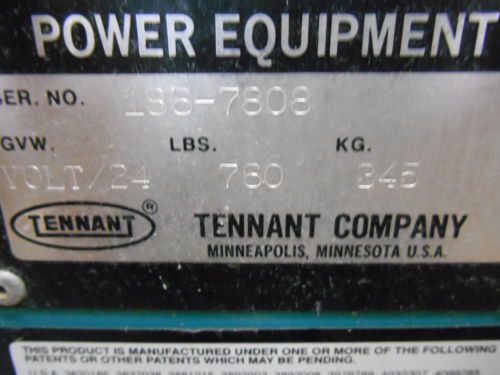 POWER EQUIPMENT
SER. NO. 186-7808
GVW. LBS. KG.
VOLT/24 760 345
TENNANT ® TENNANT COMPANY
MINNEAPOLIS, MINNESOTA U.S.A.
THIS PRODUCT IS MANUFACTURED UNDER ONE OR MORE OF THE FOLLOWING
PATENTS OR OTHER PATENTS WHICH MAY BE PENDING.